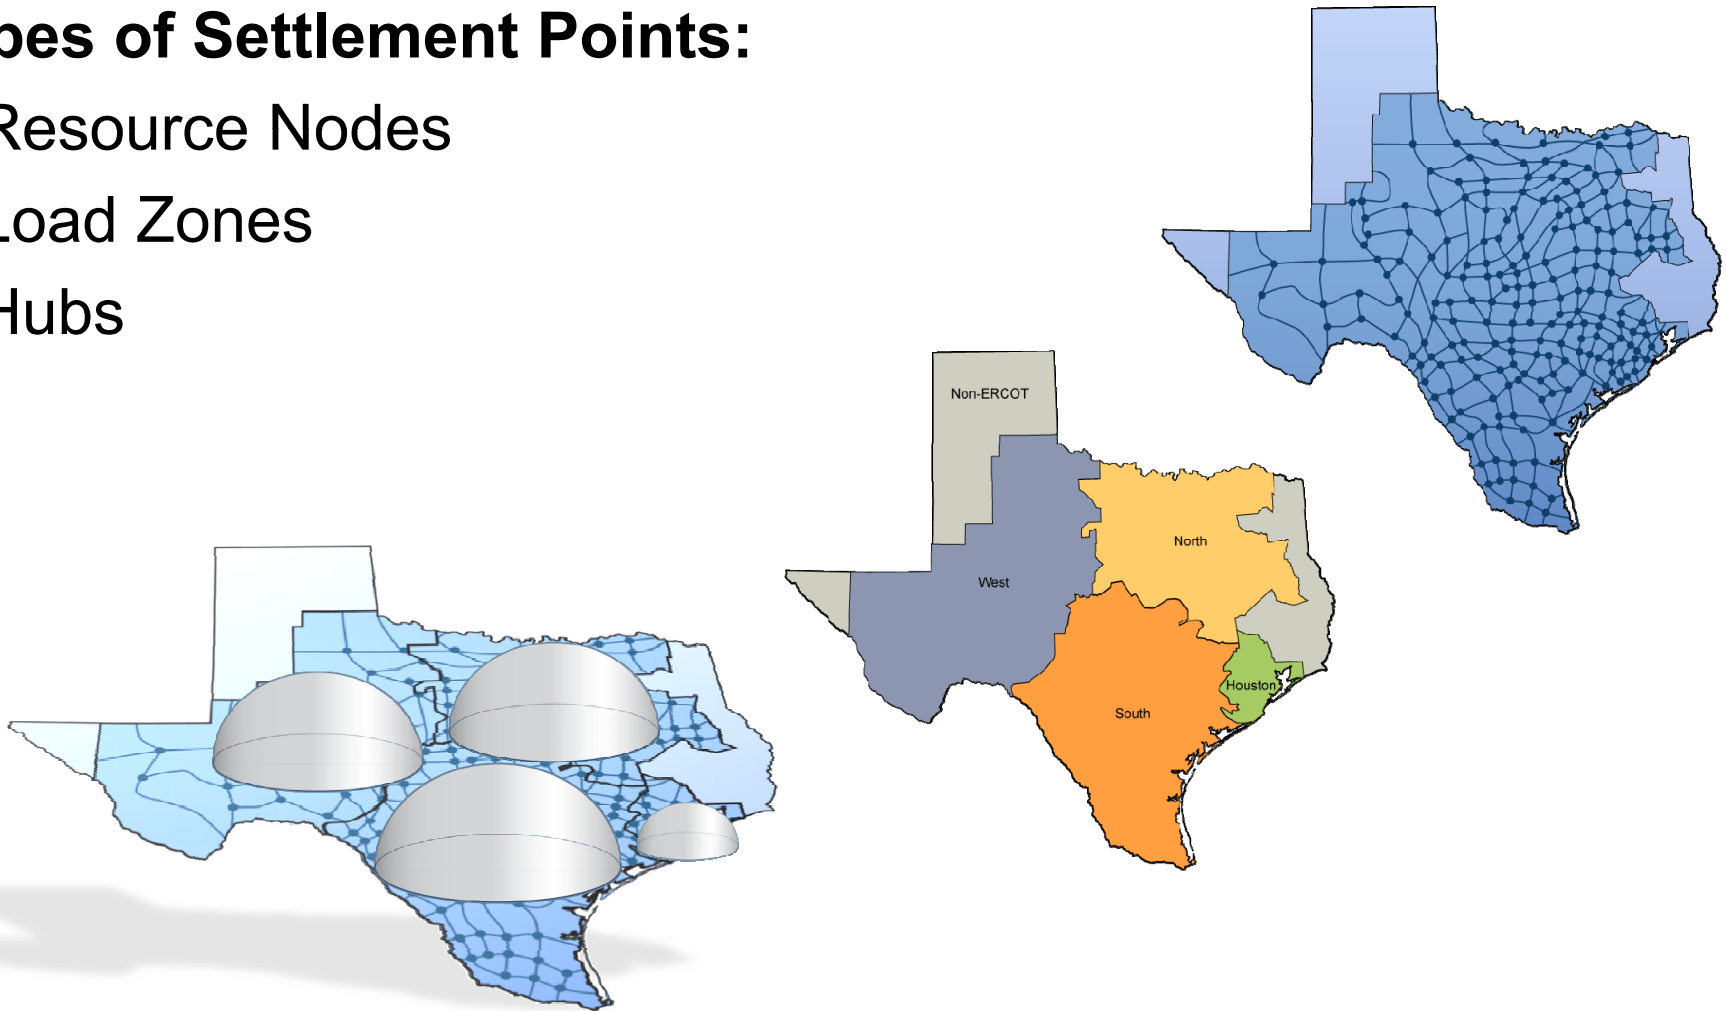 pes of Settlement Points:
Resource Nodes
Load Zones
Hubs
Non-ERCOT
North
West
Houston
South